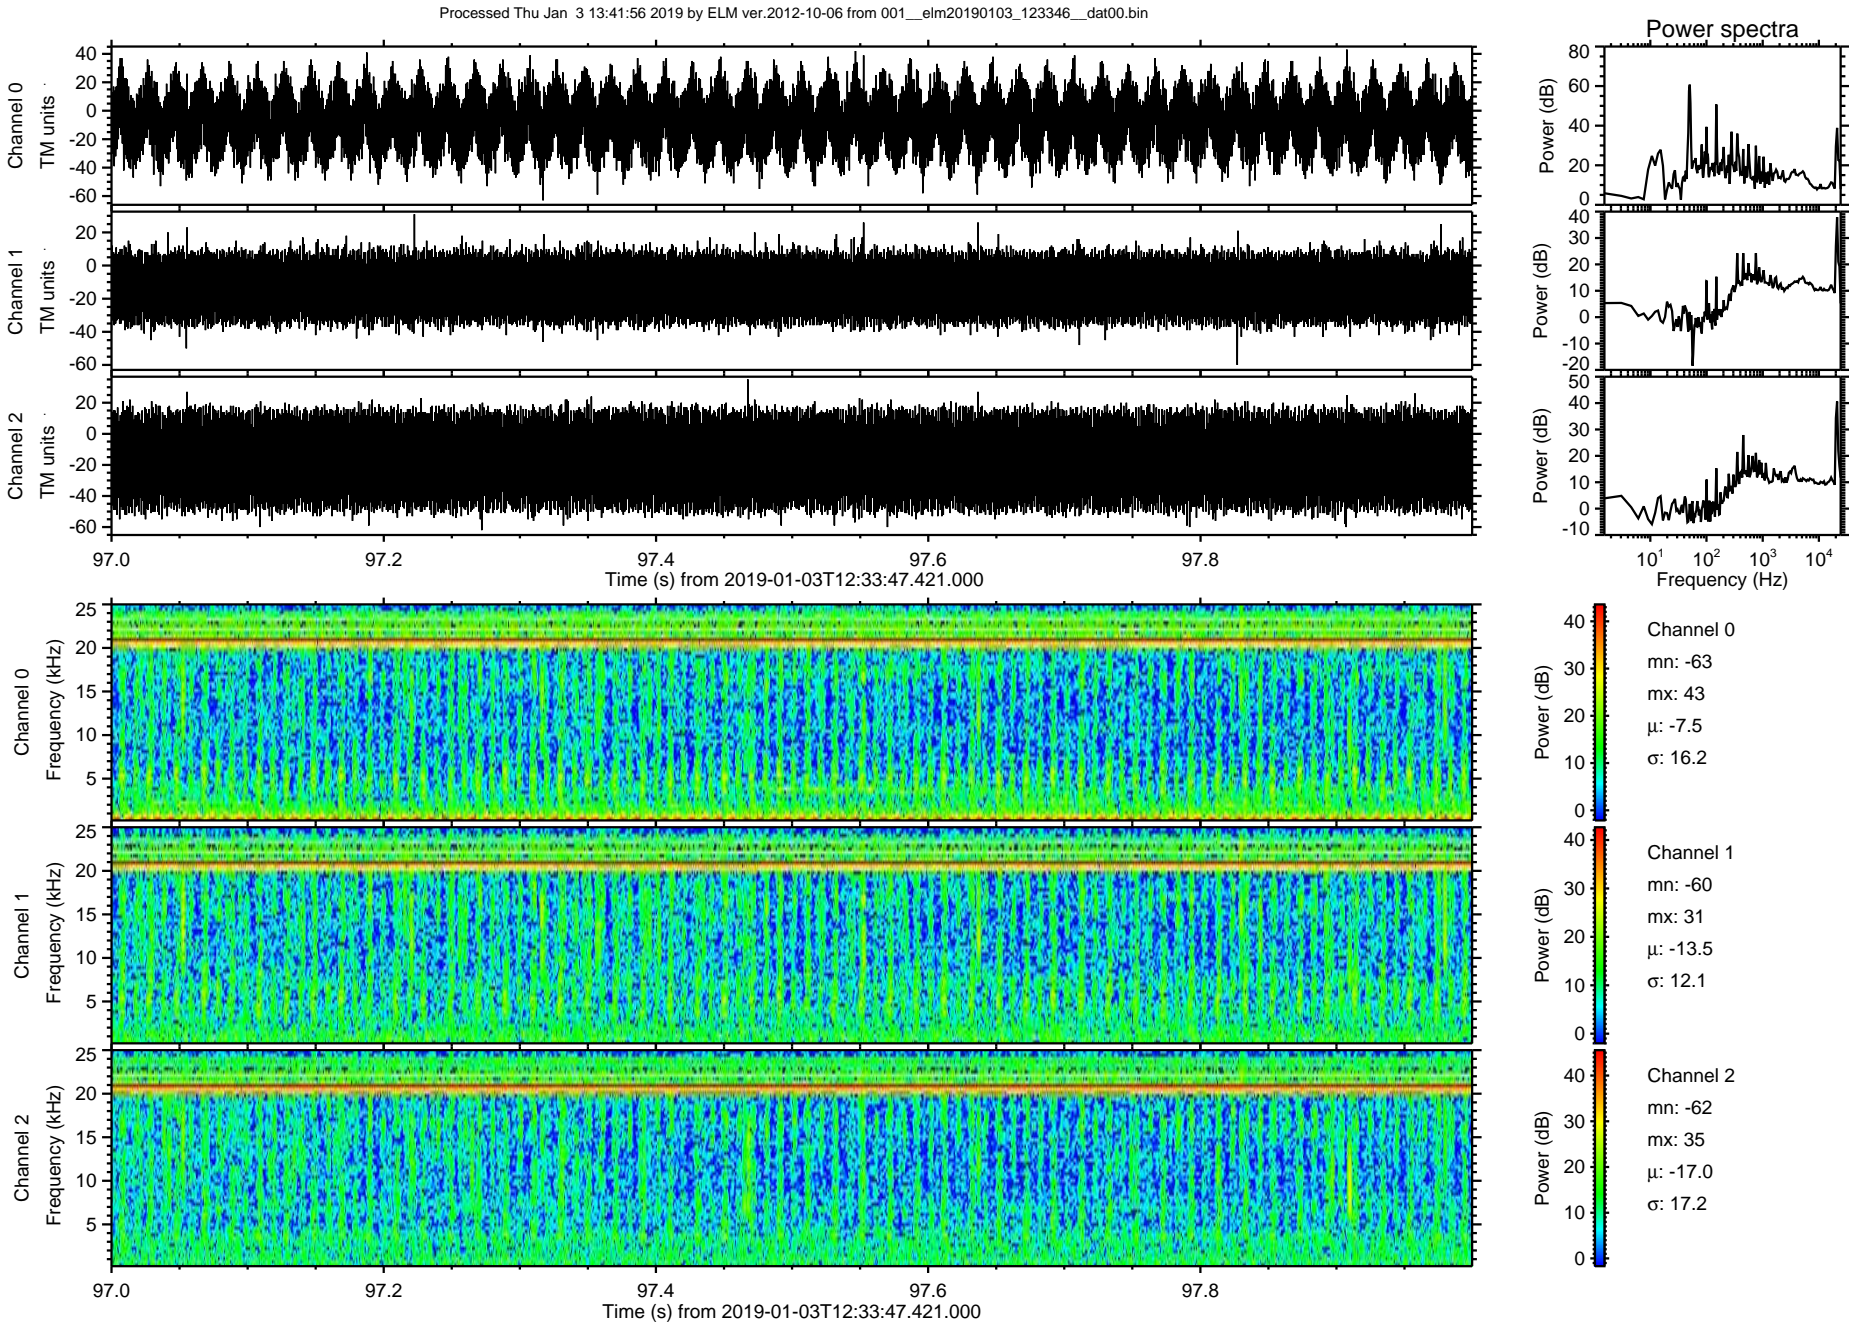 Processed Thu Jan  3 13:41:56 2019 by ELM ver.2012-10-06 from 001__elm20190103_123346__dat00.bin
Power spectra
Channel 0
TM units
40
20
0
-20
-40
-60
Power (dB)
80
60
40
20
0
Channel 1
TM units
20
0
-20
-40
-60
Power (dB)
40
30
20
10
0
-10
-20
Channel 2
TM units
20
0
-20
-40
-60
Power (dB)
50
40
30
20
10
0
-10
97.0 97.2 97.4 97.6 97.8
Time (s) from 2019-01-03T12:33:47.421.000
10¹ 10² 10³ 10⁴
Frequency (Hz)
Channel 0
Frequency (kHz)
25
20
15
10
5
Power (dB)
40
30
20
10
0
Channel 0
mn: -63
mx: 43
μ: -7.5
σ: 16.2
Channel 1
Frequency (kHz)
25
20
15
10
5
Power (dB)
40
30
20
10
0
Channel 1
mn: -60
mx: 31
μ: -13.5
σ: 12.1
Channel 2
Frequency (kHz)
25
20
15
10
5
Power (dB)
40
30
20
10
0
Channel 2
mn: -62
mx: 35
μ: -17.0
σ: 17.2
97.0 97.2 97.4 97.6 97.8
Time (s) from 2019-01-03T12:33:47.421.000